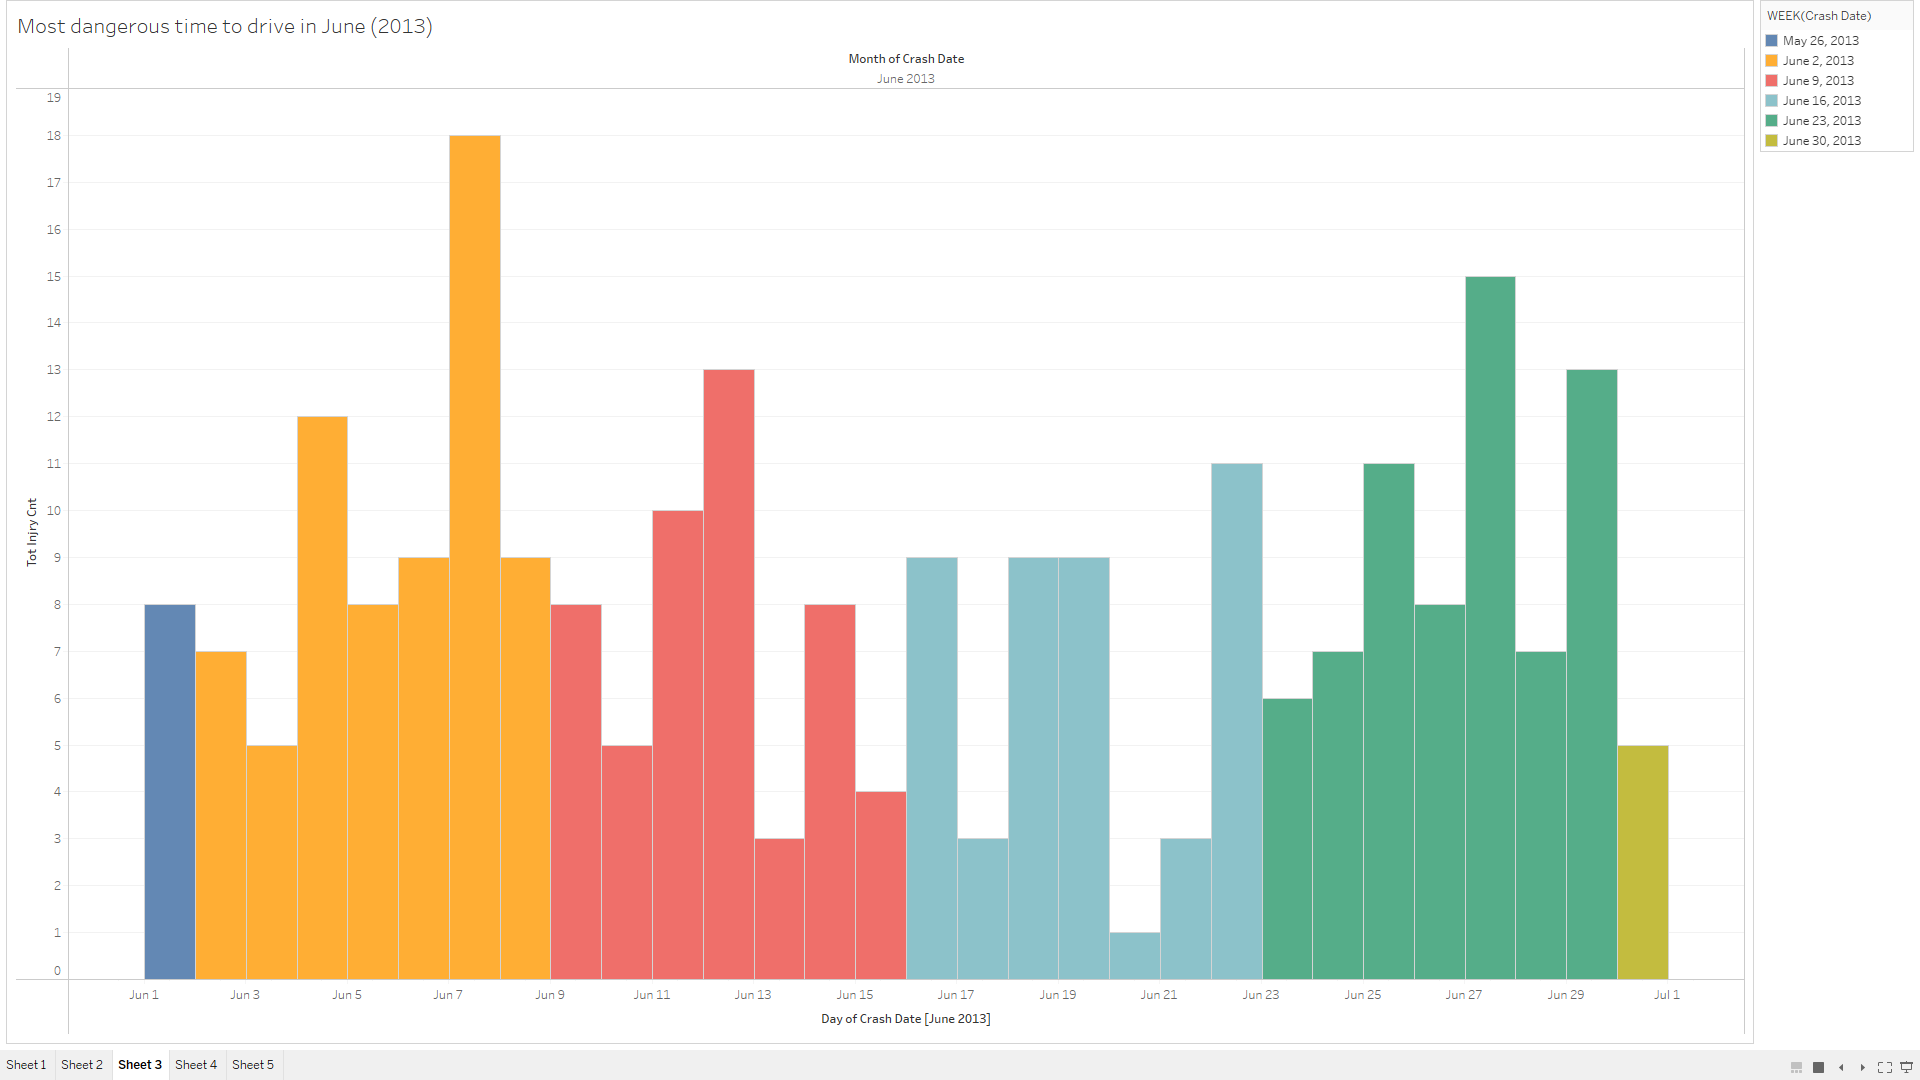 Most dangerous time to drive in June (2013)
Month of Crash Date
June 2013
19
18
17
16
15
14
13
12
11
10
9
8
7
6
5
4
3
2
1
0
Tot Injry Cnt
Jun 1 Jun 3 Jun 5 Jun 7 Jun 9 Jun 11 Jun 13 Jun 15 Jun 17 Jun 19 Jun 21 Jun 23 Jun 25 Jun 27 Jun 29 Jul 1
Day of Crash Date [June 2013]
WEEK(Crash Date)
May 26, 2013
June 2, 2013
June 9, 2013
June 16, 2013
June 23, 2013
June 30, 2013
Sheet 1 Sheet 2 Sheet 3 Sheet 4 Sheet 5